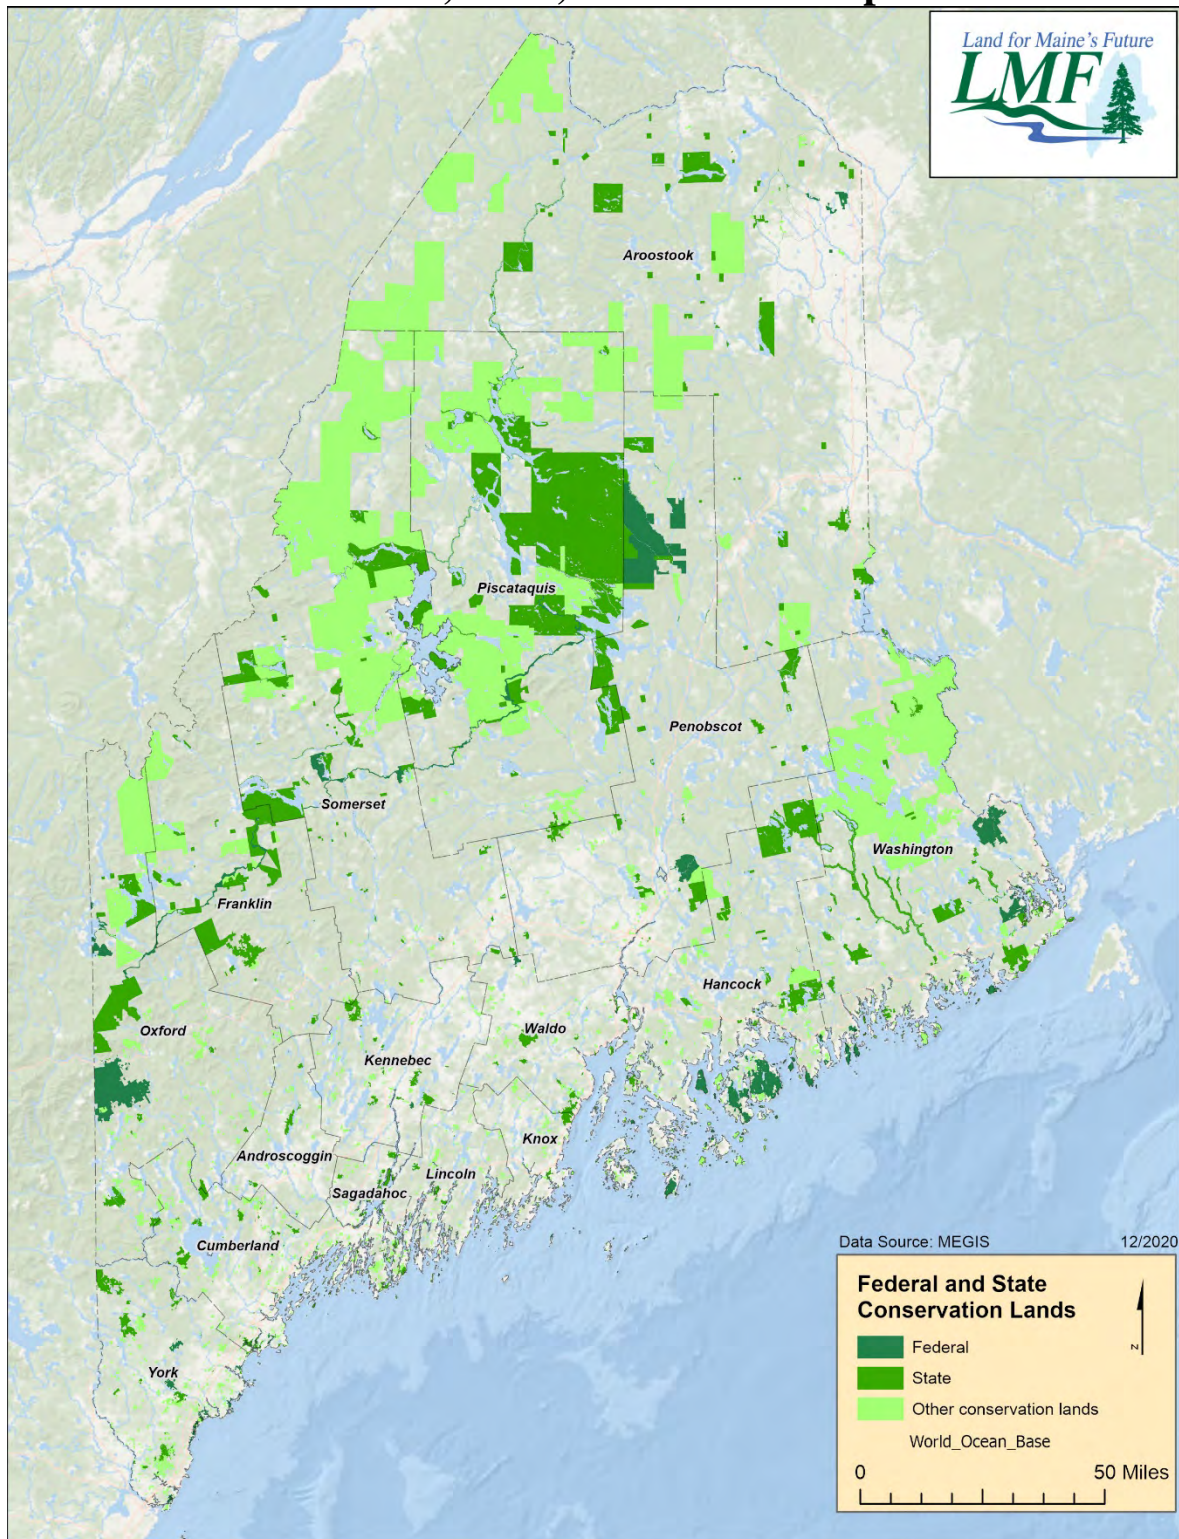 Land for Maine's Future
LMF
Aroostook
Piscataquis
Penobscot
Somerset
Washington
Franklin
Hancock
Oxford
Waldo
Kennebec
Knox
Androscoggin
Lincoln
Sagadahoc
Cumberland
York
Data Source: MEGIS 12/2020
Federal and State
Conservation Lands
N
Federal
State
Other conservation lands
World_Ocean_Base
0 50 Miles